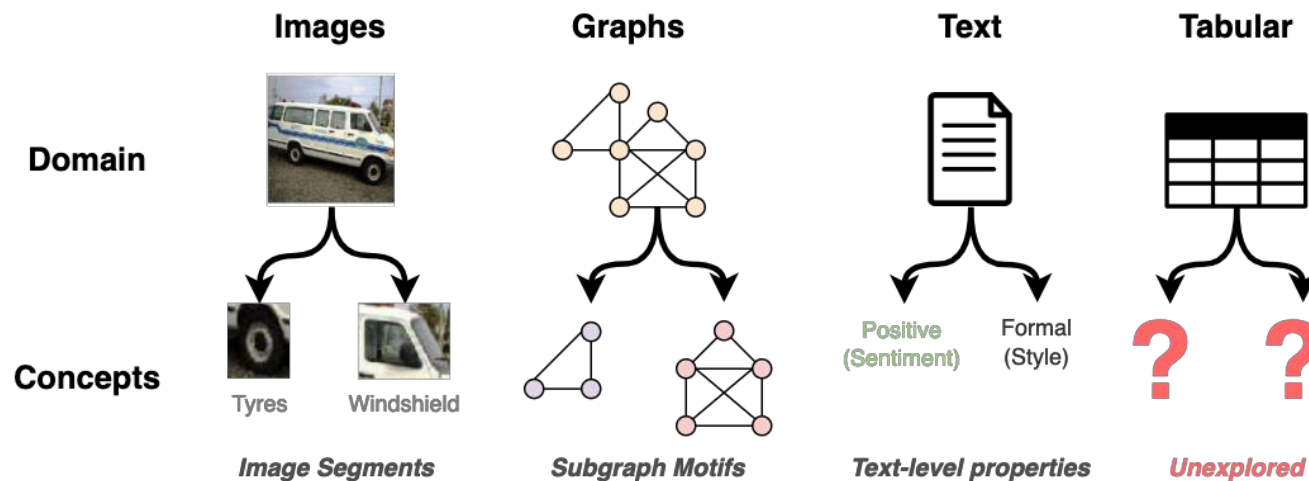 Images
Graphs
Text
Tabular
Domain
Positive
(Sentiment)
Formal
(Style)
? ?
Concepts
Tyres
Windshield
Image Segments
Subgraph Motifs
Text-level properties
Unexplored